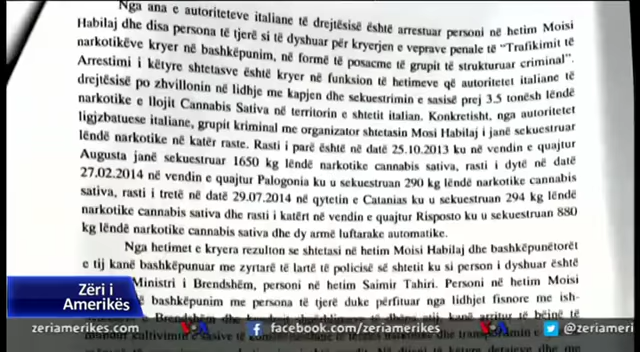 Nga ana e autoriteteve italiane të drejtësisë është arrestuar personi në hetim Moisi
Habilaj dhe disa persona të tjerë si të dyshuar për kryerjen e veprave penale të “Trafikimit të
narkotikëve kryer në bashkëpunim, në formë të posacme të grupit të strukturuar criminal”.
Arrestimi i këtyre shtetasve është kryer në funksion të hetimeve që autoritetet italiane të
drejtësisë po zhvillonin në lidhje me kapjen dhe sekuestrimin e sasisë prej 3.5 tonësh lëndë
narkotike e llojit Cannabis Sativa në territorin e shtetit italian. Konkretisht, nga autoritetet
ligjzbatuese italiane, grupit kriminal me organizator shtetasin Mosi Habilaj i janë sekuestruar
lëndë narkotike në katër raste. Rasti i parë është në datë 25.10.2013 ku në vendin e quajtur
Augusta janë sekuestruar 1650 kg lëndë narkotike cannabis sativa, rasti i dytë në datë
27.02.2014 në vendin e quajtur Palogonia ku u sekuestruan 290 kg lëndë narkotike cannabis
sativa, rasti i tretë në datë 29.07.2014 në qytetin e Catanias ku u sekuestruan 294 kg lëndë
narkotike cannabis sativa dhe rasti i katërt në vendin e quajtur Risposto ku u sekuestruan 880
kg lëndë narkotike cannabis sativa dhe dy armë luftarake automatike.
Nga hetimet e kryera rezulton se shtetasi në hetim Moisi Habilaj dhe bashkëpunëtorët
e tij kanë bashkëpunuar me zyrtarë të lartë të policisë së shtetit ku si person i dyshuar është
Ministri i Brendshëm, personi në hetim Saimir Tahiri. Personi në hetim Moisi
bashkëpunim me persona të tjerë duke përfituar nga lidhjet fisnore me ish-
Zëri i
Amerikës
zeriamerikes.com VOA facebook.com/zeriamerikes VOA @zeriamer